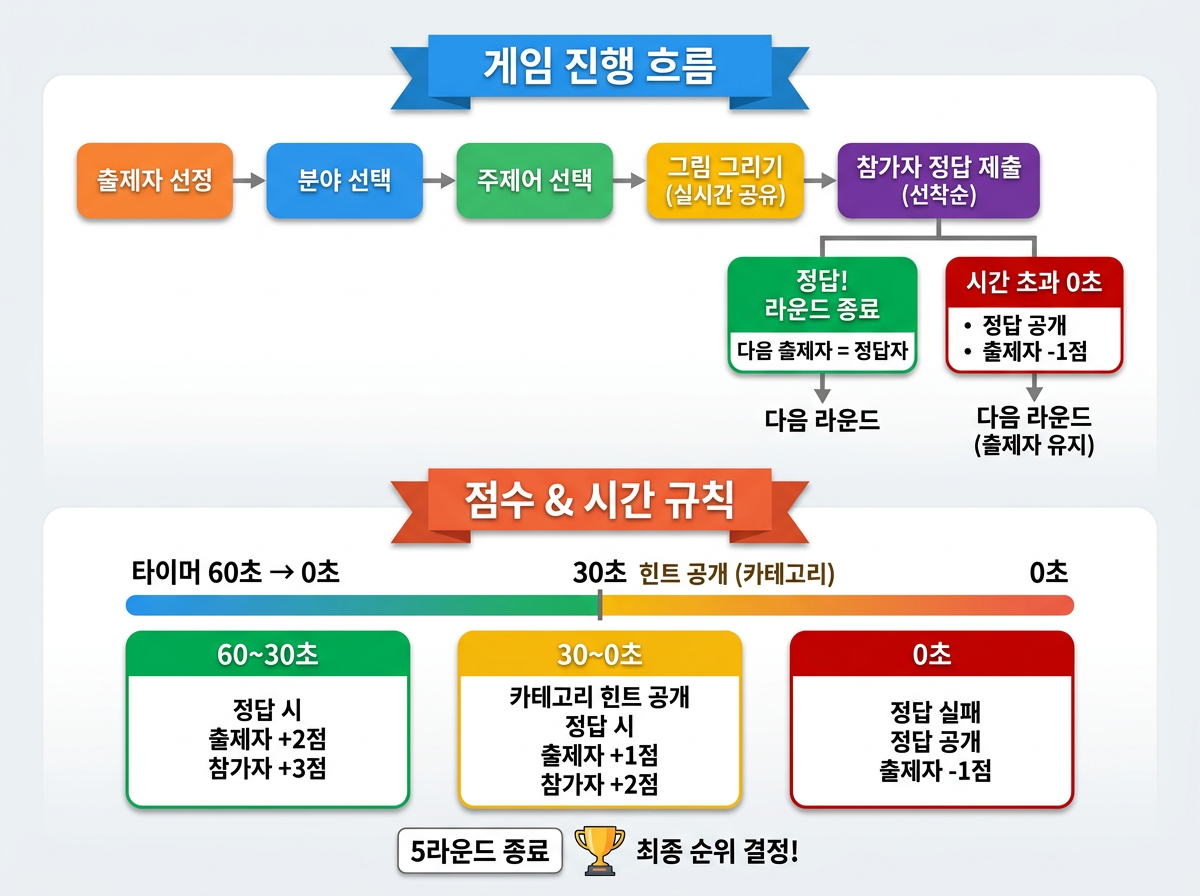 게임 진행 흐름
출제자 선정
분야 선택
주제어 선택
그림 그리기
(실시간 공유)
참가자 정답 제출
(선착순)
정답!
라운드 종료
다음 출제자 = 정답자
다음 라운드
시간 초과 0초
• 정답 공개
• 출제자 -1점
다음 라운드
(출제자 유지)
점수 & 시간 규칙
타이머 60초 → 0초
30초 힌트 공개 (카테고리)
0초
60~30초
정답 시
출제자 +2점
참가자 +3점
30~0초
카테고리 힌트 공개
정답 시
출제자 +1점
참가자 +2점
0초
정답 실패
정답 공개
출제자 -1점
5라운드 종료
최종 순위 결정!